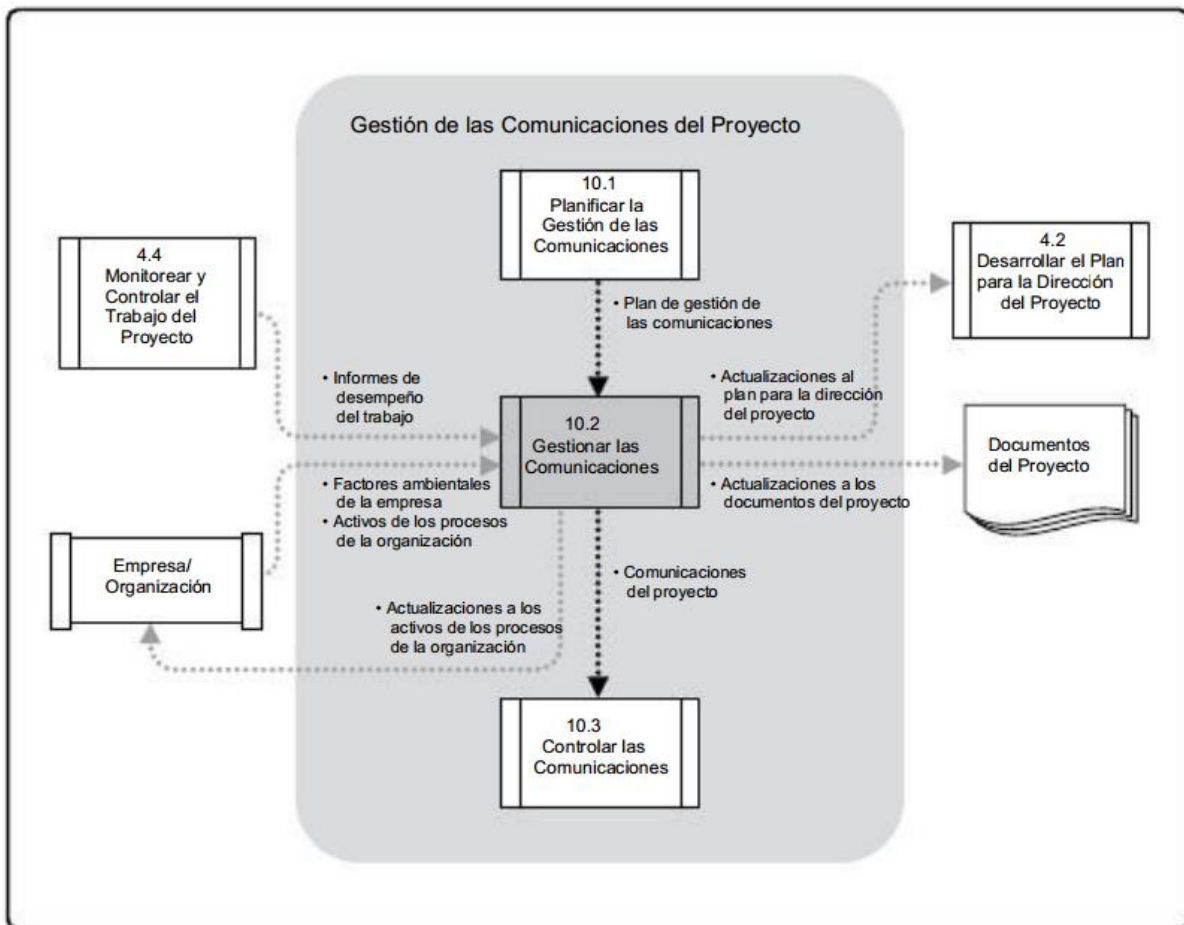 Gestión de las Comunicaciones del Proyecto
10.1
Planificar la
Gestión de las
Comunicaciones
4.4
Monitorear y
Controlar el
Trabajo del
Proyecto
4.2
Desarrollar el Plan
para la Dirección
del Proyecto
• Plan de gestión de
las comunicaciones
• Informes de
desempeño
del trabajo
• Actualizaciones al
plan para la dirección
del proyecto
10.2
Gestionar las
Comunicaciones
Documentos
del Proyecto
• Factores ambientales
de la empresa
• Activos de los procesos
de la organización
• Actualizaciones a los
documentos del proyecto
Empresa/
Organización
• Comunicaciones
del proyecto
• Actualizaciones a los
activos de los procesos
de la organización
10.3
Controlar las
Comunicaciones